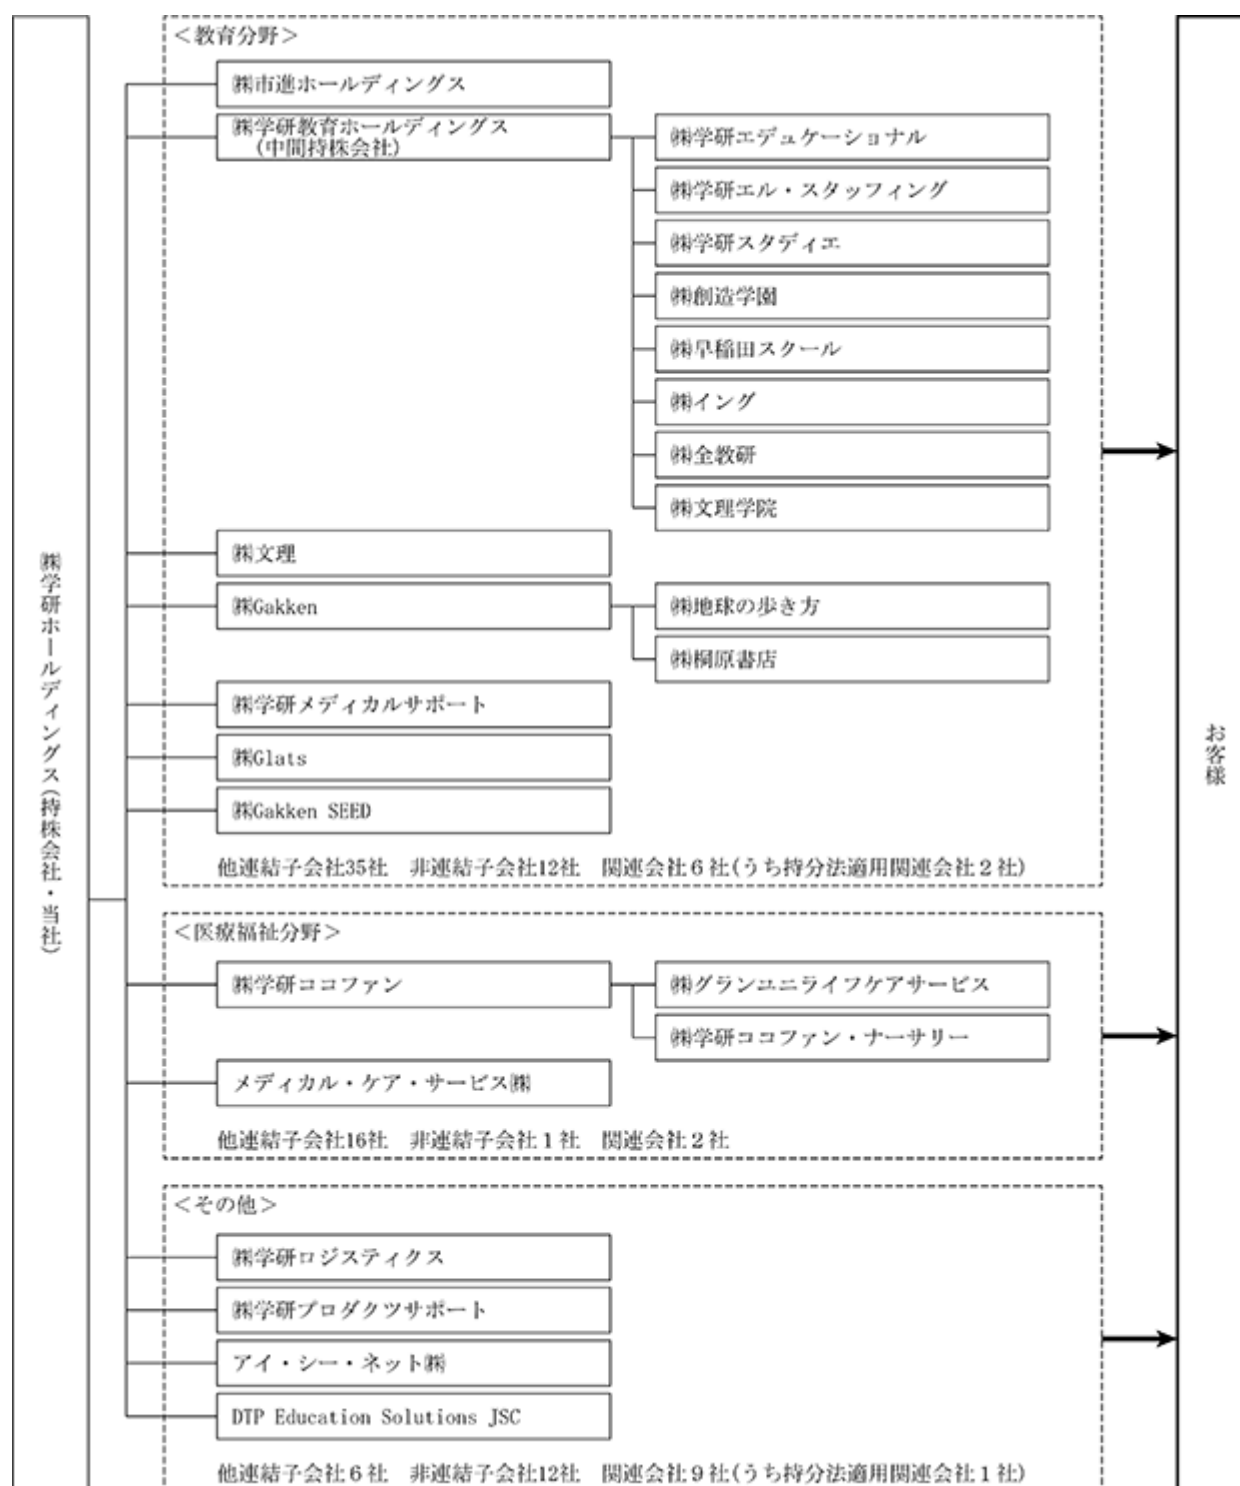 ＜教育分野＞
㈱市進ホールディングス
㈱学研教育ホールディングス
(中間持株会社)
㈱学研エデュケーショナル
㈱学研エル・スタッフィング
㈱学研スタディエ
㈱創造学園
㈱早稲田スクール
㈱イング
㈱全教研
㈱文理学院
㈱文理
㈱Gakken
㈱地球の歩き方
㈱桐原書店
㈱学研メディカルサポート
㈱Glats
㈱Gakken SEED
他連結子会社35社　非連結子会社12社　関連会社６社(うち持分法適用関連会社２社)
㈱学研ホールディングス(持株会社・当社)
お客様
＜医療福祉分野＞
㈱学研ココファン
㈱グランユニライフケアサービス
㈱学研ココファン・ナーサリー
メディカル・ケア・サービス㈱
他連結子会社16社　非連結子会社１社　関連会社２社
＜その他＞
㈱学研ロジスティクス
㈱学研プロダクツサポート
アイ・シー・ネット㈱
DTP Education Solutions JSC
他連結子会社６社　非連結子会社12社　関連会社９社(うち持分法適用関連会社１社)